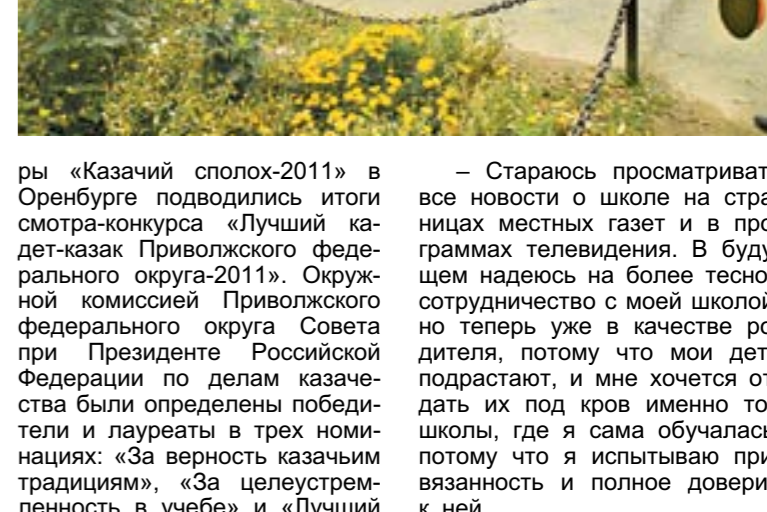 ры «Казачий сполох-2011» в
Оренбурге подводились итоги
смотра-конкурса «Лучший ка-
дет-казак Приволжского феде-
рального округа-2011». Окруж-
ной комиссией Приволжского
федерального округа Совета
при Президенте Российской
Федерации по делам казаче-
ства были определены победи-
тели и лауреаты в трех номи-
нациях: «За верность казачьим
традициям», «За целеустрем-
ленность в учебе» и «Лучший
– Стараюсь просматриват
все новости о школе на стра
ницах местных газет и в про
граммах телевидения. В буду
щем надеюсь на более тесно
сотрудничество с моей школой
но теперь уже в качестве ро
дителя, потому что мои дет
подрастают, и мне хочется от
дать их под кров именно то
школы, где я сама обучалась
потому что я испытываю при
вязанность и полное довери
к ней